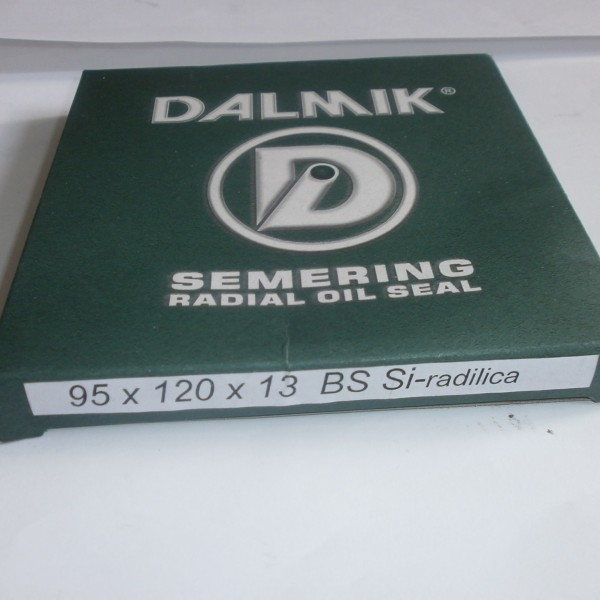 DALMIK®
D
SEMERING
RADIAL OIL SEAL
95 x 120 x 13 BS Si-radilica